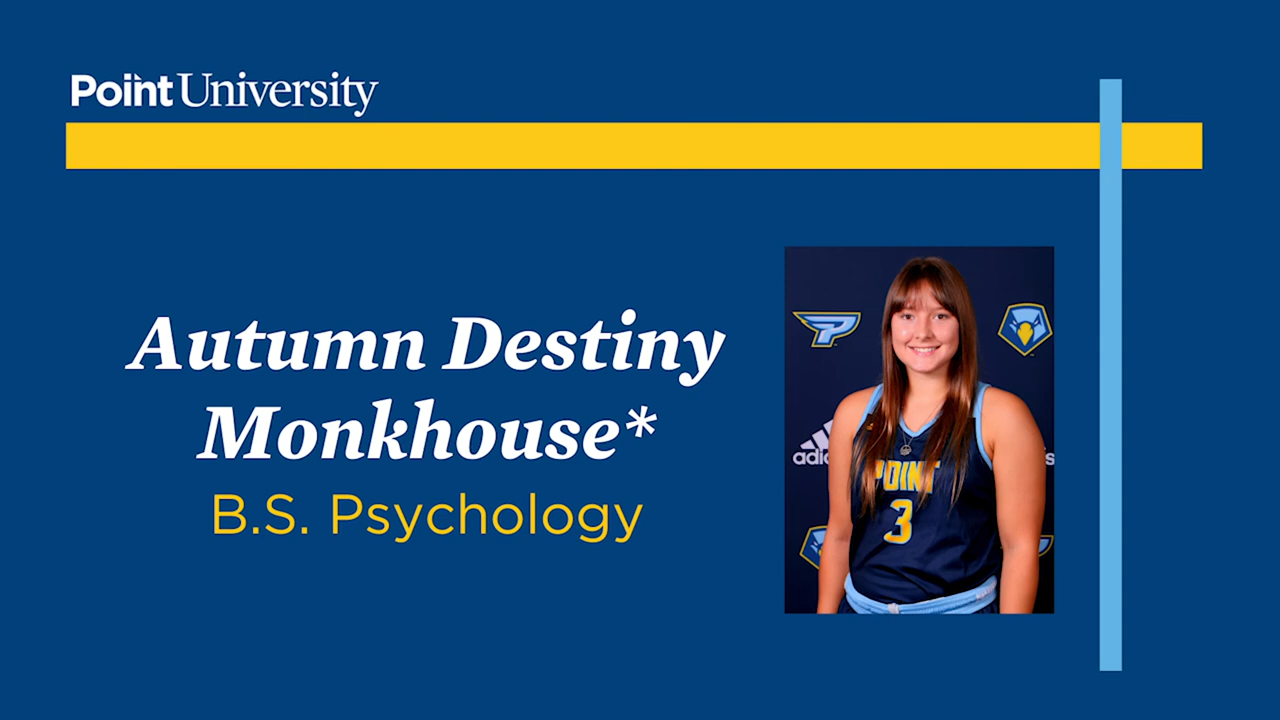 Point University
Autumn Destiny
Monkhouse*
B.S. Psychology
POINT
3